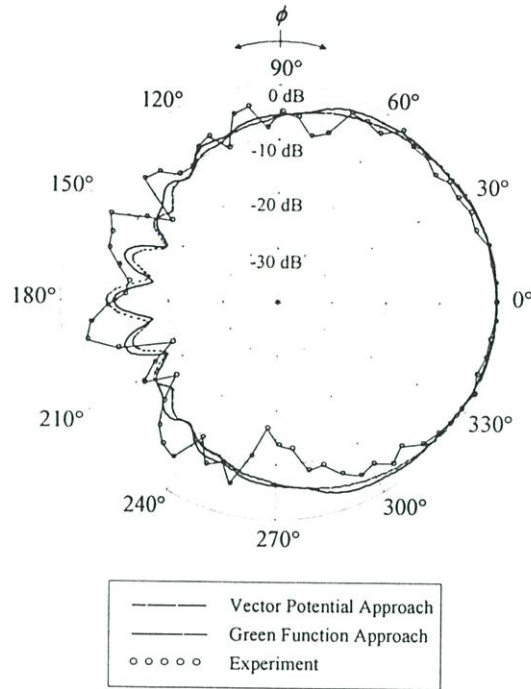 ϕ
90°
0 dB
120°
60°
-10 dB
150°
30°
-20 dB
-30 dB
180°
0°
210°
330°
240°
300°
270°
Vector Potential Approach
Green Function Approach
Experiment